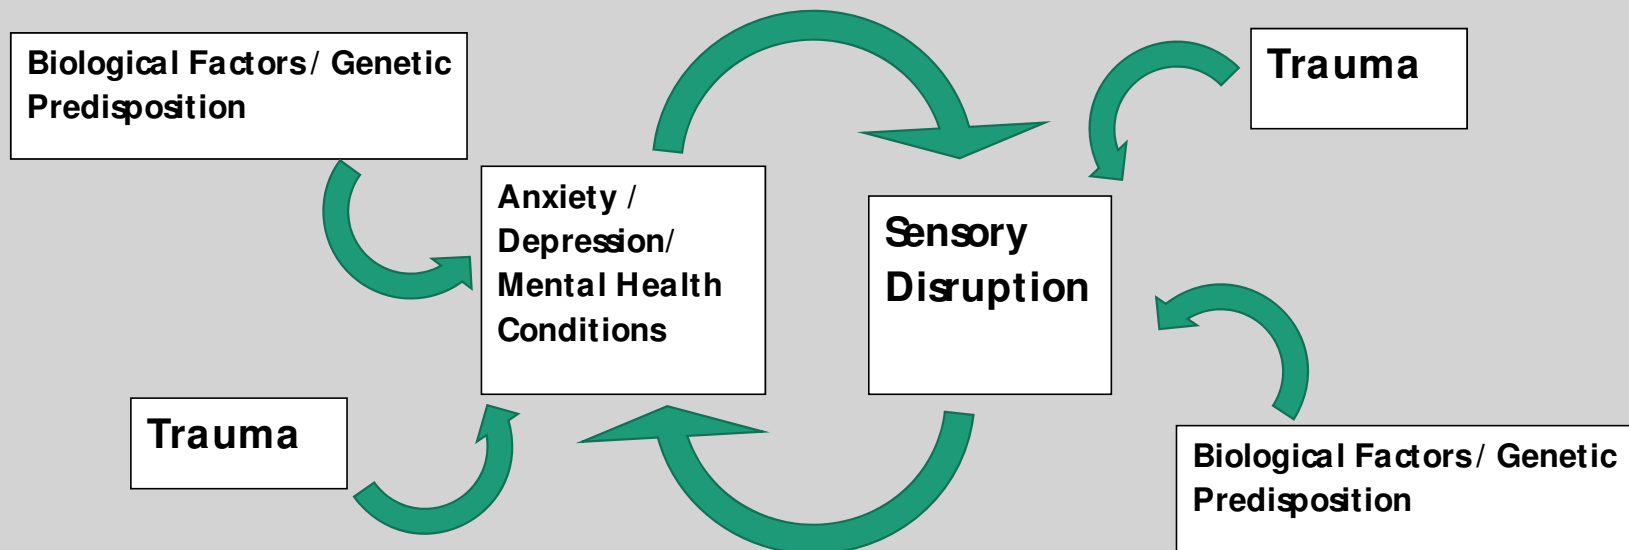 Biological Factors/ Genetic
Predisposition
Trauma
Anxiety /
Depression/
Mental Health
Conditions
Sensory
Disruption
Trauma
Biological Factors/ Genetic
Predisposition